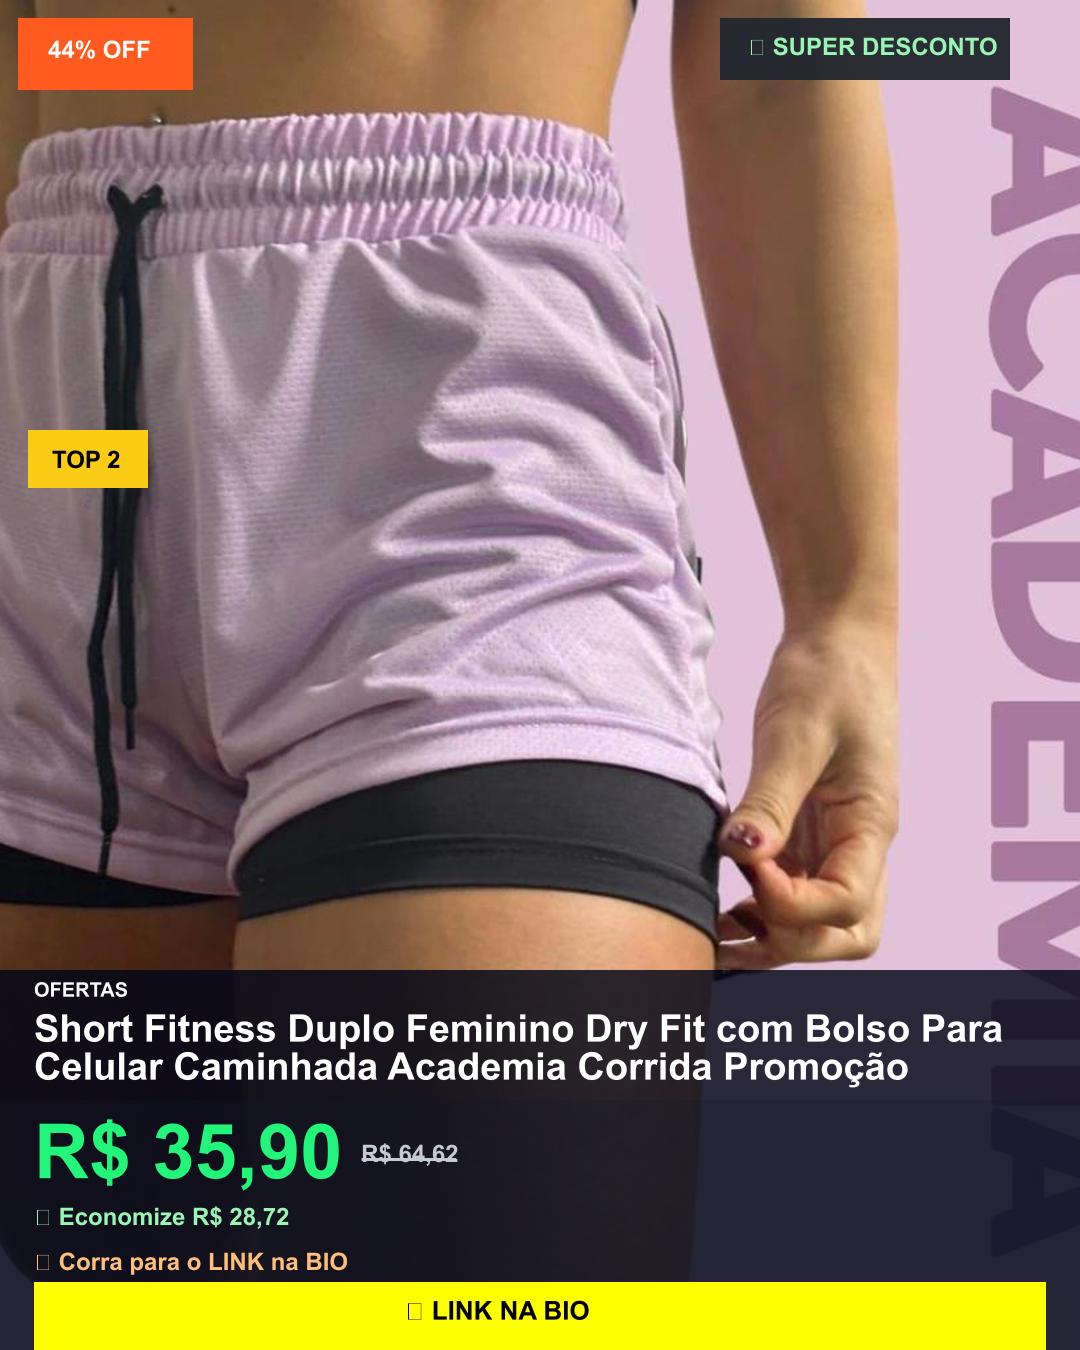 44% OFF
SUPER DESCONTO
ACADEMIA
TOP 2
OFERTAS
Short Fitness Duplo Feminino Dry Fit com Bolso Para
Celular Caminhada Academia Corrida Promoção
R$ 35,90 R$ 64,62
Economize R$ 28,72
Corra para o LINK na BIO
LINK NA BIO